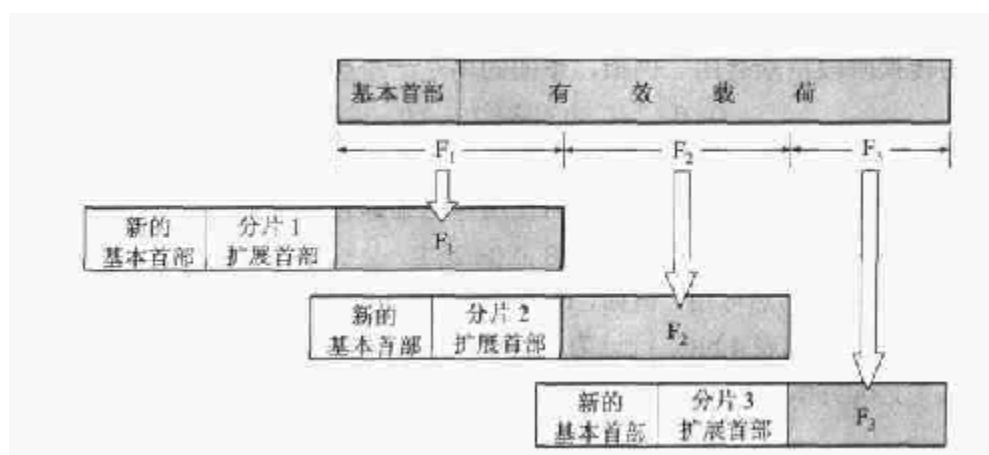 基本首部 有效载荷
F₁ F₂ F₃
新的 分片 1
基本首部 扩展首部 F₁
新的 分片 2
基本首部 扩展首部 F₂
新的 分片 3
基本首部 扩展首部 F₃